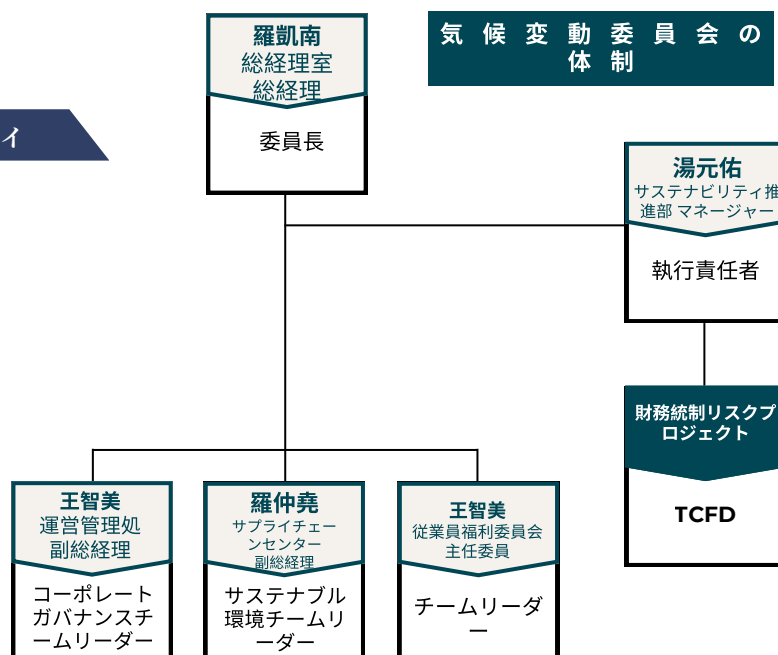 気候変動委員会の
体制
羅凱南
総経理室
総経理
委員長
イ
湯元佑
サステナビリティ推
進部 マネージャー
執行責任者
財務統制リスクプ
ロジェクト
TCFD
王智美
運営管理処
副総経理
コーポレート
ガバナンスチ
ームリーダー
羅仲堯
サプライチェー
ンセンター
副総経理
サステナブル
環境チームリ
ーダー
王智美
従業員福利委員会
主任委員
チームリーダ
ー